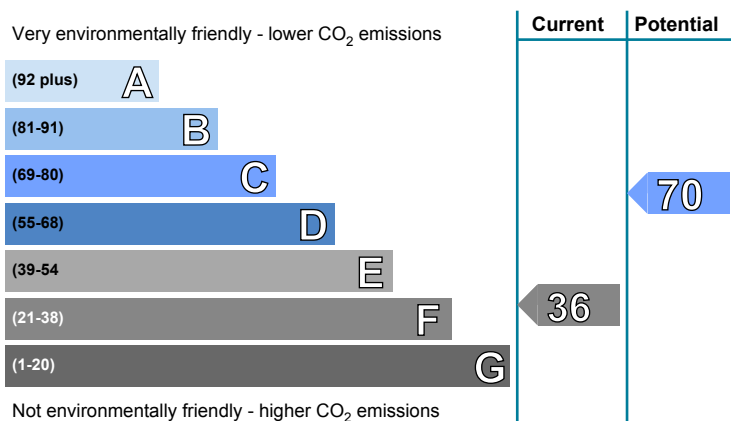 Very environmentally friendly - lower CO2 emissions
Current
Potential
(92 plus) A
(81-91) B
(69-80) C
70
(55-68) D
(39-54 E
(21-38) F
36
(1-20) G
Not environmentally friendly - higher CO2 emissions